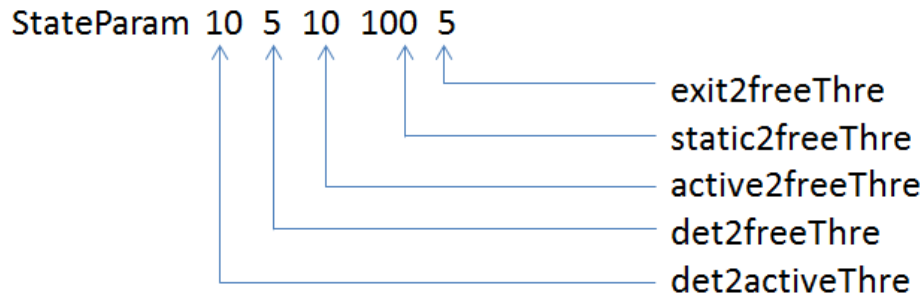 StateParam 10 5 10 100 5
exit2freeThre
static2freeThre
active2freeThre
det2freeThre
det2activeThre